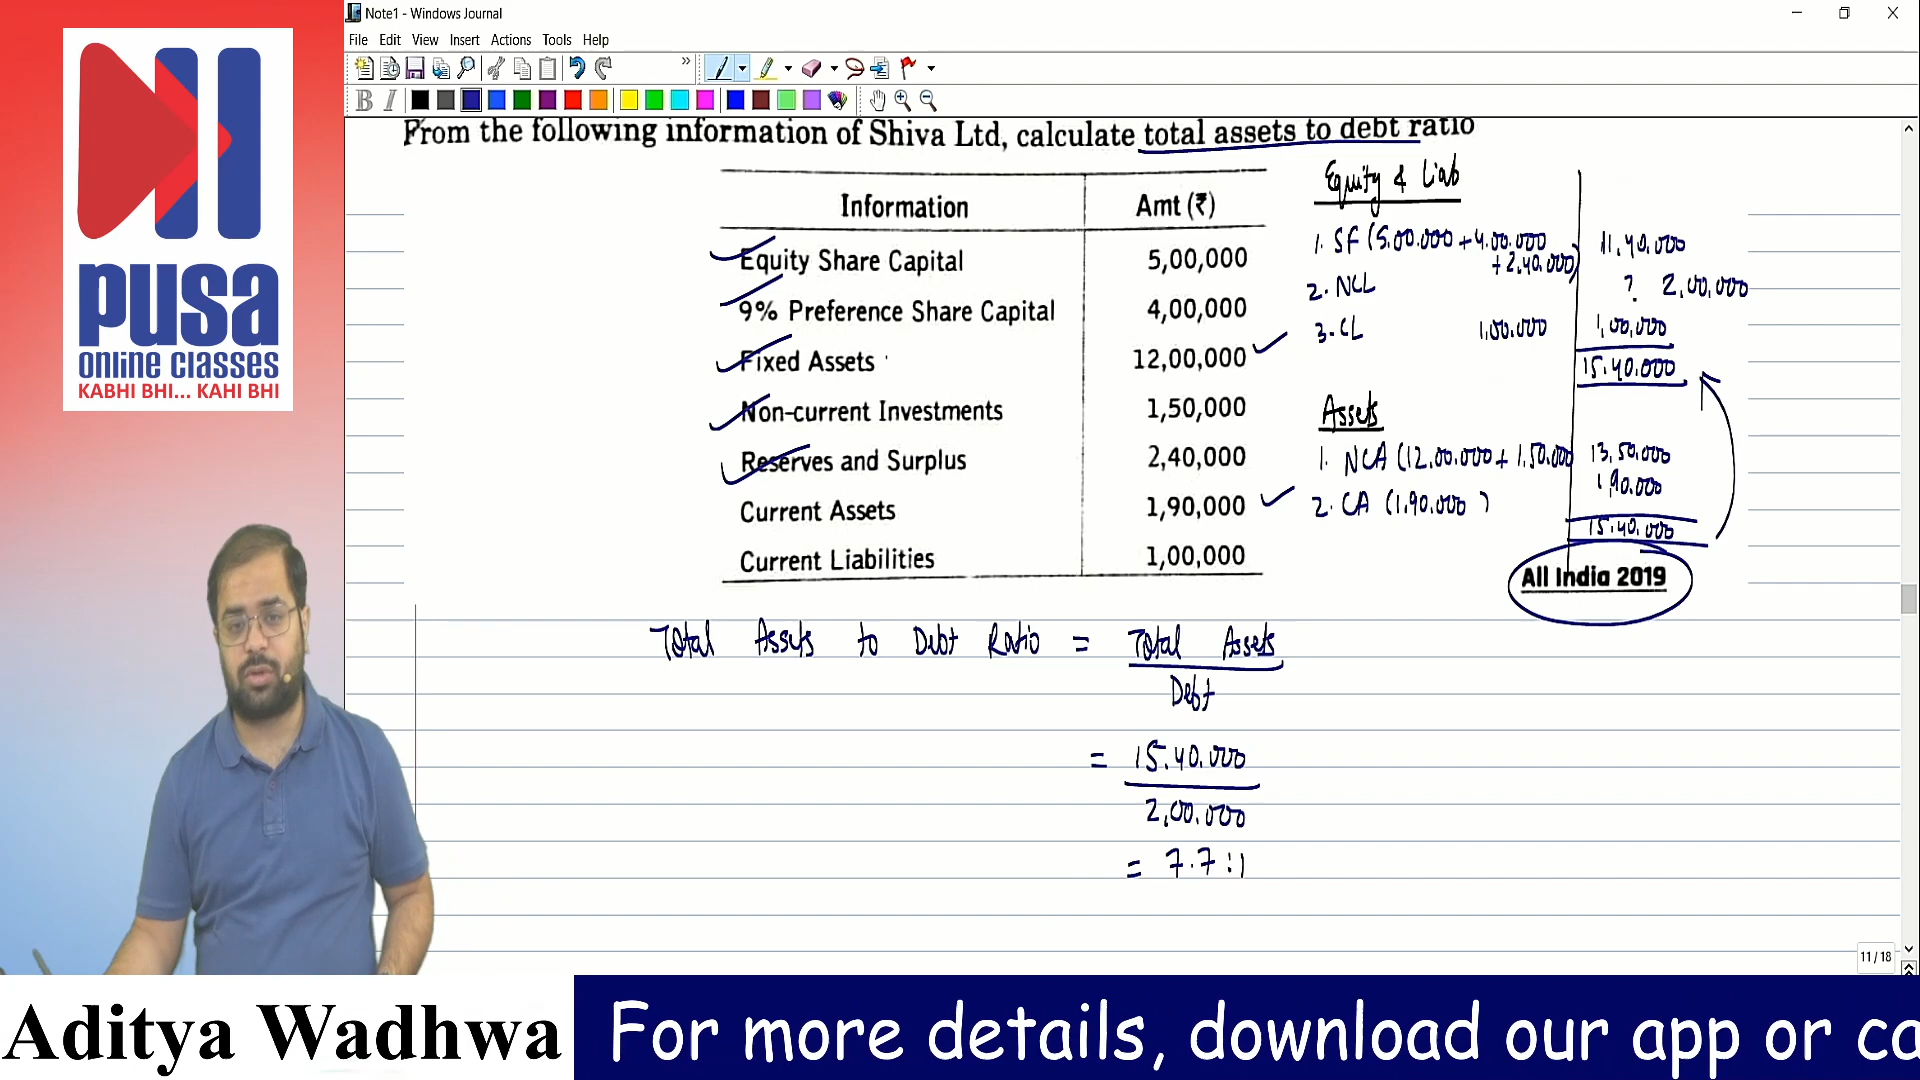 Note1 - Windows Journal
File Edit View Insert Actions Tools Help
B I
From the following information of Shiva Ltd, calculate total assets to debt ratio
Information Amt (₹)
Equity Share Capital 5,00,000
9% Preference Share Capital 4,00,000
Fixed Assets 12,00,000
Non-current Investments 1,50,000
Reserves and Surplus 2,40,000
Current Assets 1,90,000
Current Liabilities 1,00,000
Equity & Liab
1. SF (5,00,000 + 4,00,000 11,40,000
+ 2,40,000)
2. NCL ? 2,00,000
3. CL 1,00,000 1,00,000
15,40,000
Assets
1. NCA (12,00,000 + 1,50,000 13,50,000
2. CA (1,90,000) 1,90,000
15,40,000
All India 2019
Total Assets to Debt Ratio = Total Assets
Debt
= 15,40,000
2,00,000
= 7.7:1
11 / 18
PUSA
ONLINE CLASSES
KABHI BHI... KAHI BHI
Aditya Wadhwa
For more details, download our app or ca